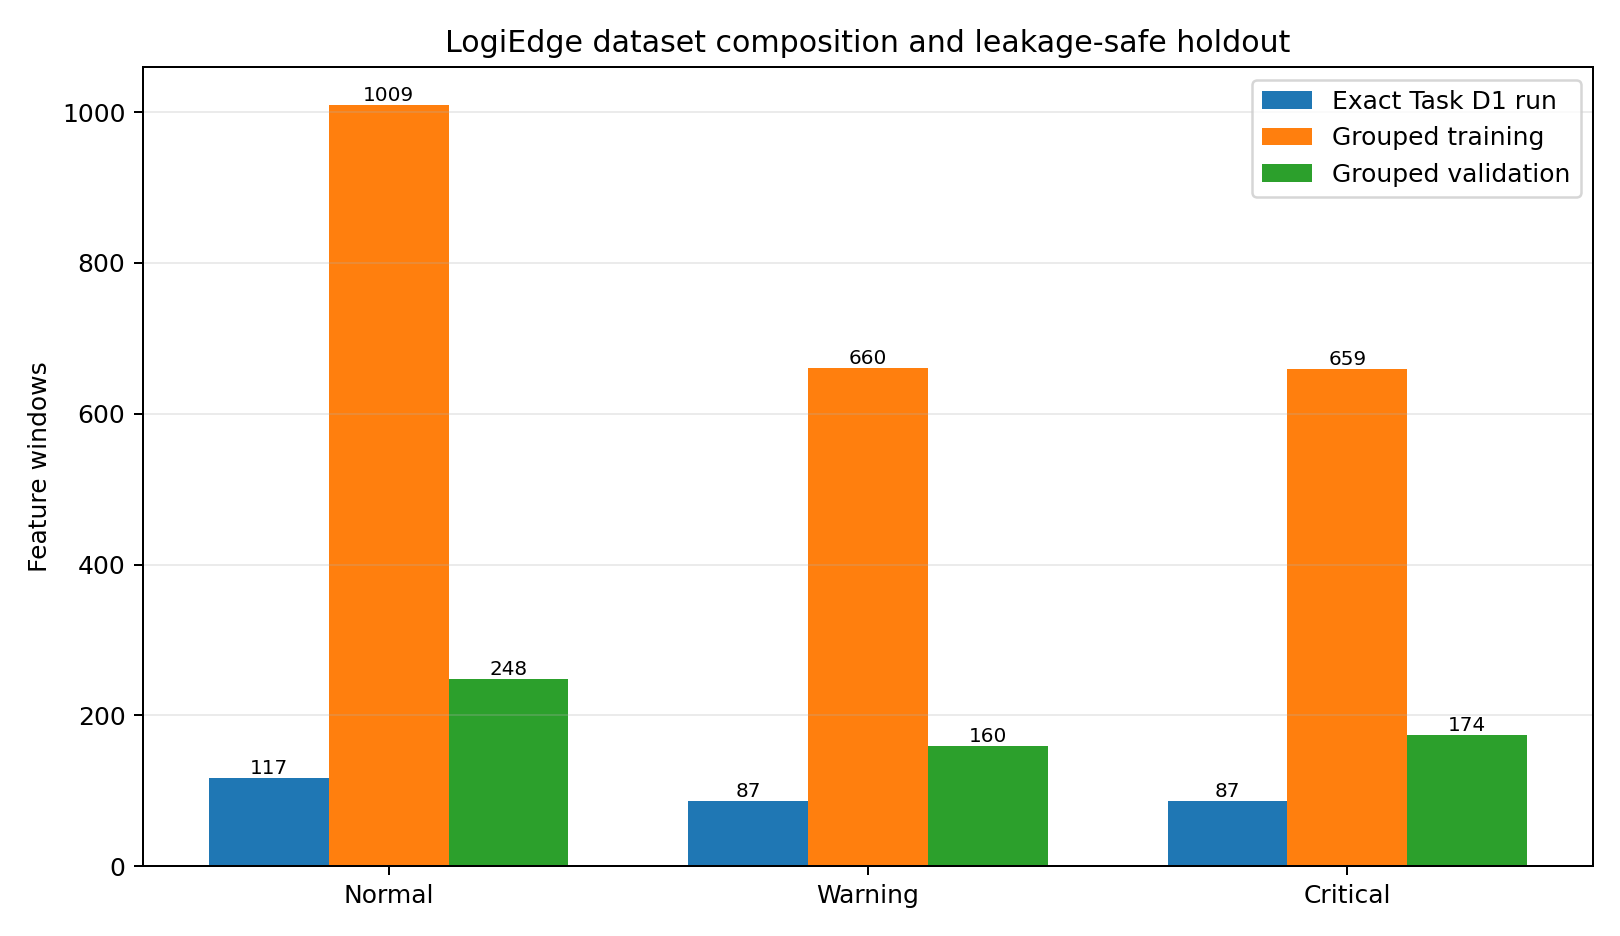 LogiEdge dataset composition and leakage-safe holdout
Exact Task D1 run
Grouped training
Grouped validation
Feature windows
1000
800
600
400
200
0
117
1009
248
87
660
160
87
659
174
Normal
Warning
Critical